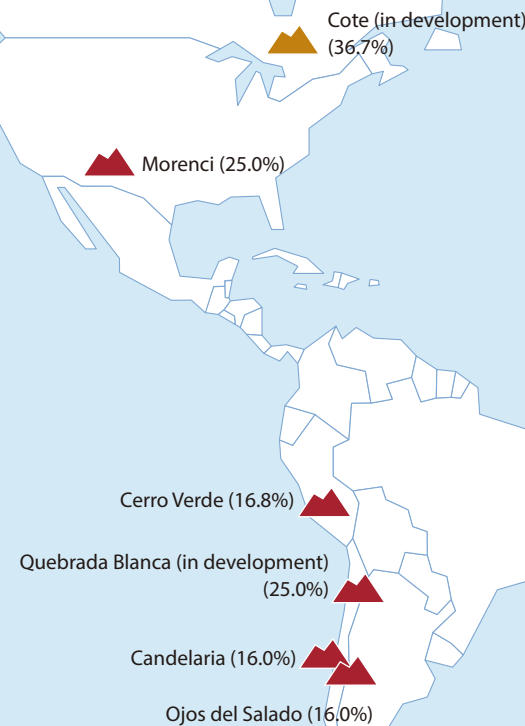 Cote (in development)
(36.7%)
Morenci (25.0%)
Cerro Verde (16.8%)
Quebrada Blanca (in development)
(25.0%)
Candelaria (16.0%)
Ojos del Salado (16.0%)